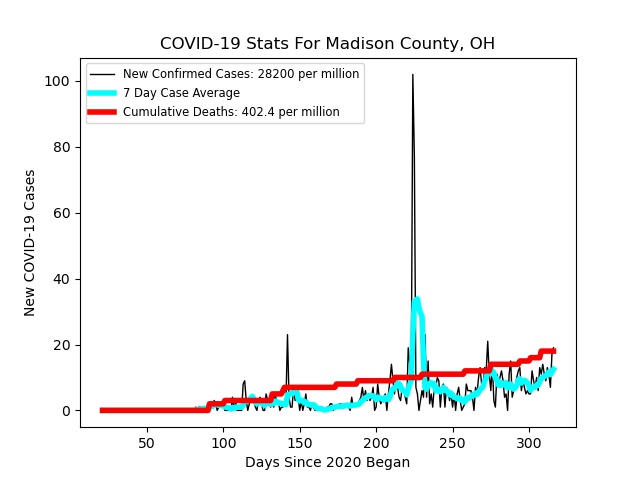 COVID-19 Stats For Madison County, OH
New Confirmed Cases: 28200 per million
7 Day Case Average
Cumulative Deaths: 402.4 per million
New COVID-19 Cases
100
80
60
40
20
0
50 100 150 200 250 300
Days Since 2020 Began